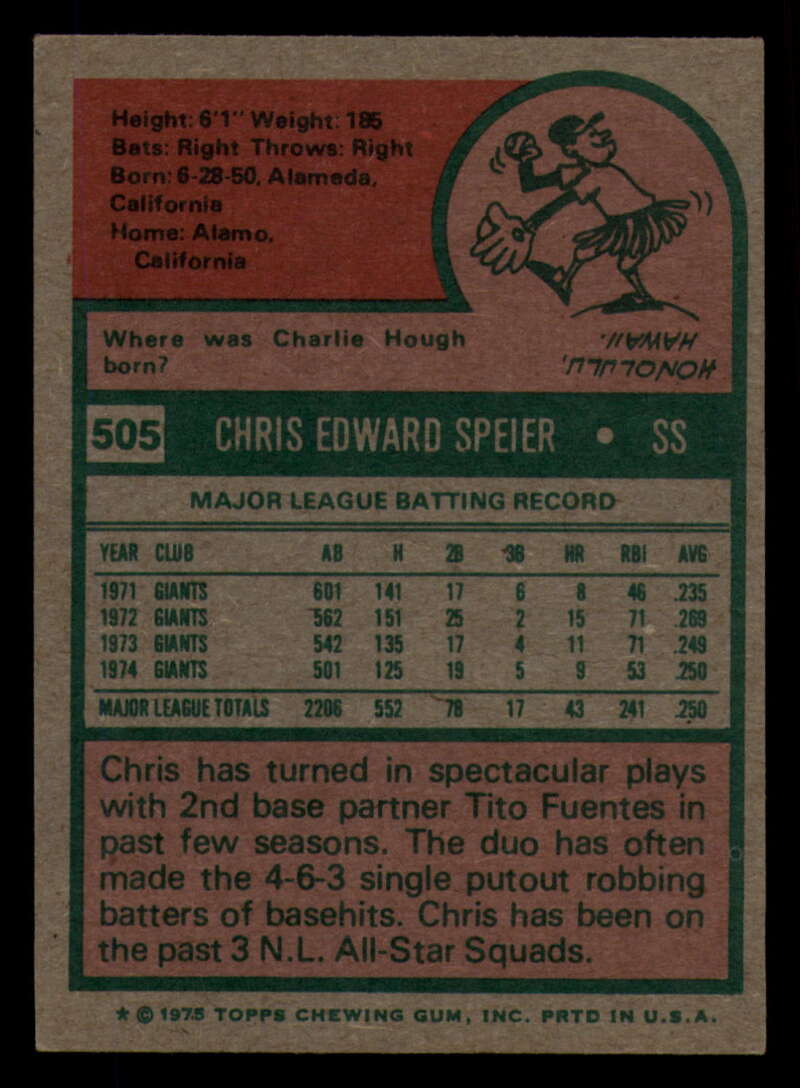 Height: 6'1" Weight: 185
Bats: Right Throws: Right
Born: 6-28-50, Alameda,
California
Home: Alamo,
California
Where was Charlie Hough
born?
HONOLULU,
HAWAII.
505 CHRIS EDWARD SPEIER • SS
MAJOR LEAGUE BATTING RECORD
YEAR CLUB AB H 2B 3B HR RBI AVG
1971 GIANTS 601 141 17 6 8 46 .235
1972 GIANTS 562 151 25 2 15 71 .269
1973 GIANTS 542 135 17 4 11 71 .249
1974 GIANTS 501 125 19 5 9 53 .250
MAJOR LEAGUE TOTALS 2206 552 78 17 43 241 .250
Chris has turned in spectacular plays
with 2nd base partner Tito Fuentes in
past few seasons. The duo has often
made the 4-6-3 single putout robbing
batters of basehits. Chris has been on
the past 3 N.L. All-Star Squads.
* © 1975 TOPPS CHEWING GUM, INC. PRTD IN U.S.A.